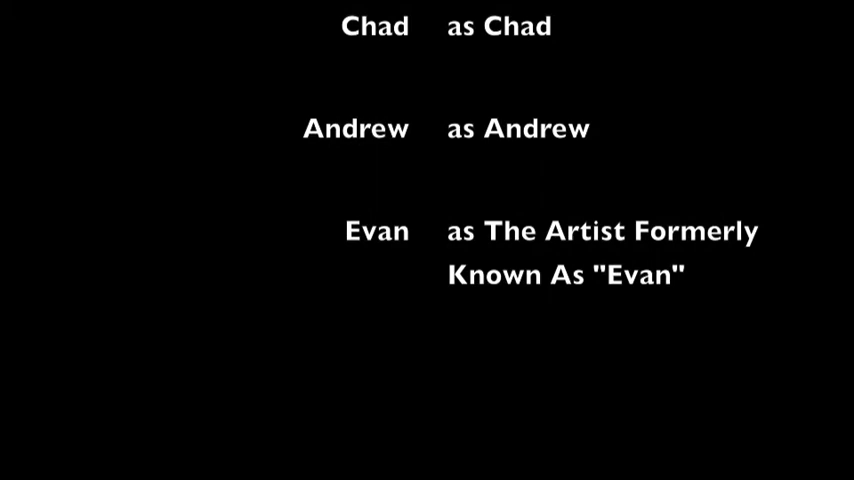 Chad as Chad
Andrew as Andrew
Evan as The Artist Formerly
Known As "Evan"